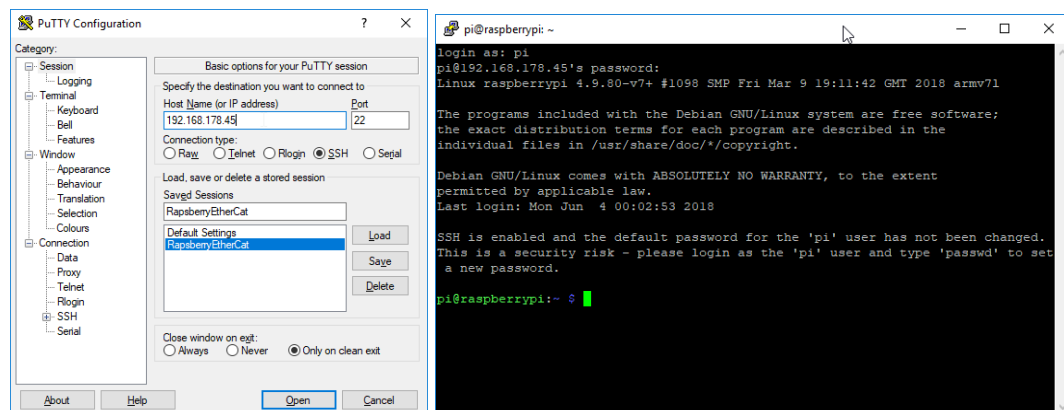 PuTTY Configuration
?
Category:
Session
Logging
Terminal
Keyboard
Bell
Features
Window
Appearance
Behaviour
Translation
Selection
Colours
Connection
Data
Proxy
Telnet
Rlogin
SSH
Serial
Basic options for your PuTTY session
Specify the destination you want to connect to
Host Name (or IP address) Port
192.168.178.45 22
Connection type:
Raw Telnet Rlogin SSH Serial
Load, save or delete a stored session
Saved Sessions
RapsberryEtherCat
Default Settings
RapsberryEtherCat
Load
Save
Delete
Close window on exit:
Always Never Only on clean exit
About Help Open Cancel
pi@raspberrypi: ~
login as: pi
pi@192.168.178.45's password:
Linux raspberrypi 4.9.80-v7+ #1098 SMP Fri Mar 9 19:11:42 GMT 2018 armv7l
The programs included with the Debian GNU/Linux system are free software;
the exact distribution terms for each program are described in the
individual files in /usr/share/doc/*/copyright.
Debian GNU/Linux comes with ABSOLUTELY NO WARRANTY, to the extent
permitted by applicable law.
Last login: Mon Jun  4 00:02:53 2018
SSH is enabled and the default password for the 'pi' user has not been changed.
This is a security risk - please login as the 'pi' user and type 'passwd' to set
a new password.
pi@raspberrypi:~ $